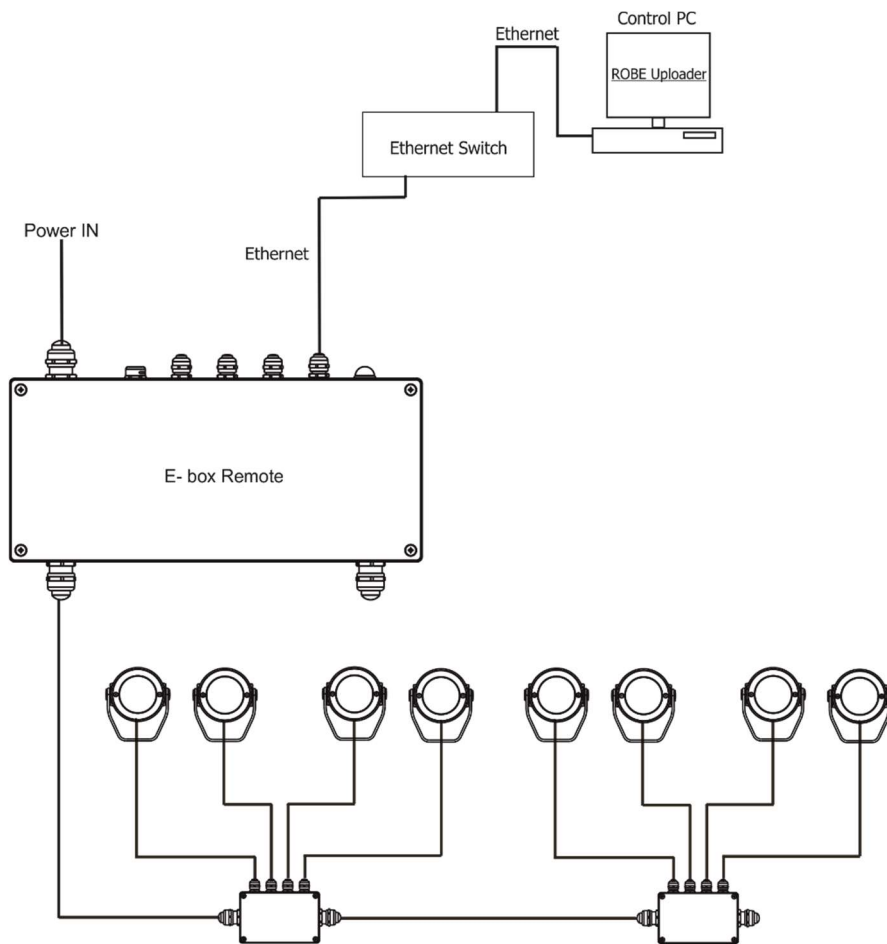 Control PC
Ethernet
ROBE Uploader
Ethernet Switch
Power IN
Ethernet
E- box Remote